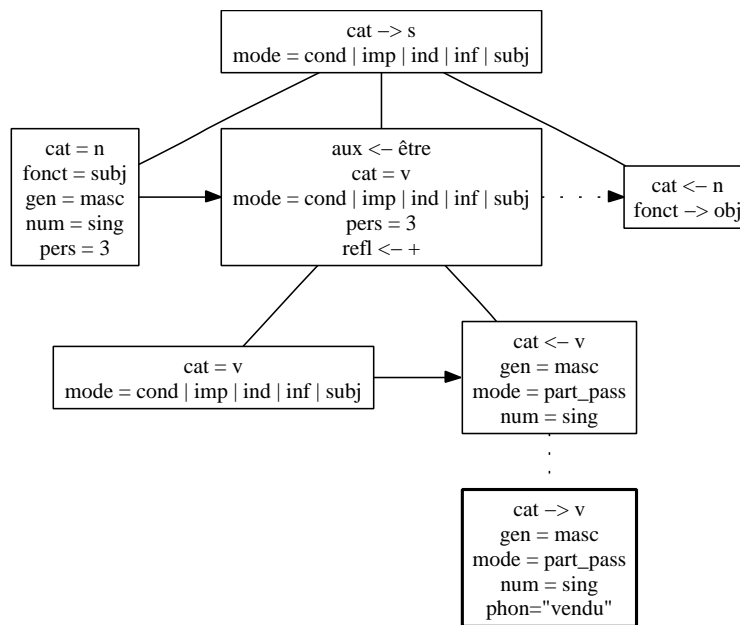 cat −> s
mode = cond | imp | ind | inf | subj
cat = n
fonct = subj
gen = masc
num = sing
pers = 3
aux <− être
cat = v
mode = cond | imp | ind | inf | subj
pers = 3
refl <− +
cat <− n
fonct −> obj
cat = v
mode = cond | imp | ind | inf | subj
cat <− v
gen = masc
mode = part_pass
num = sing
cat −> v
gen = masc
mode = part_pass
num = sing
phon="vendu"